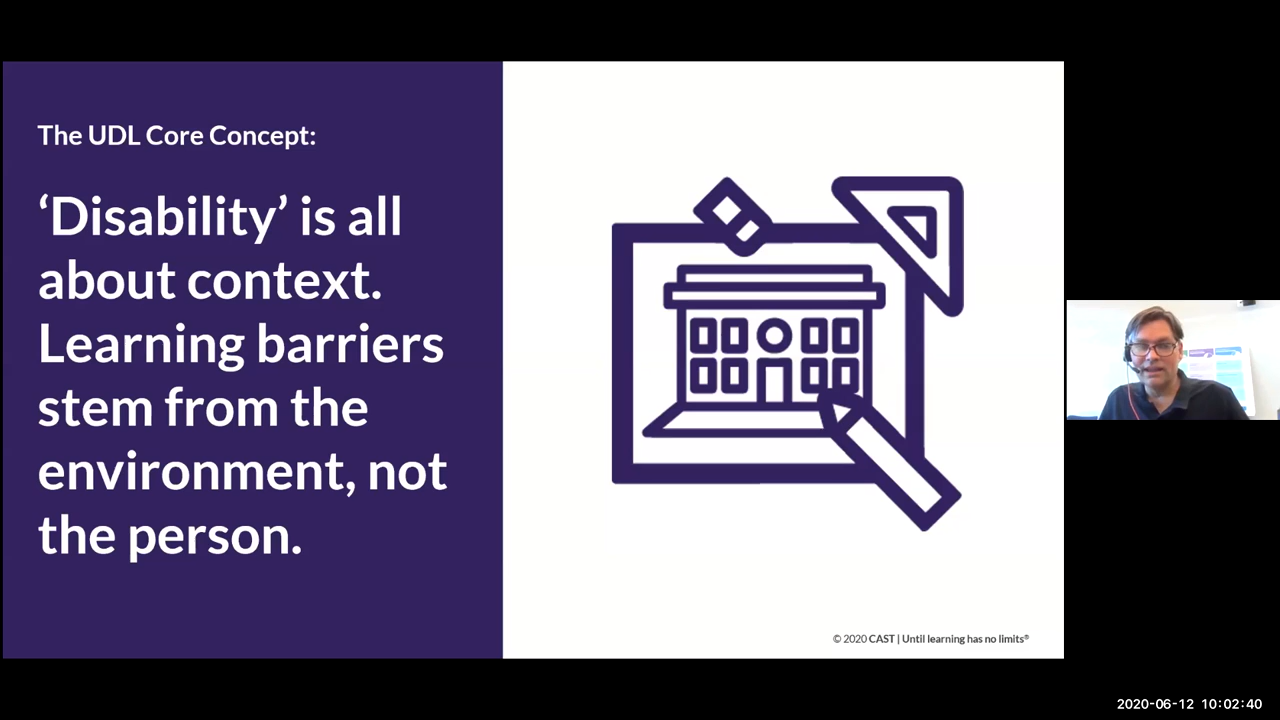 The UDL Core Concept:
‘Disability’ is all
about context.
Learning barriers
stem from the
environment, not
the person.
© 2020 CAST | Until learning has no limits®
2020-06-12 10:02:40